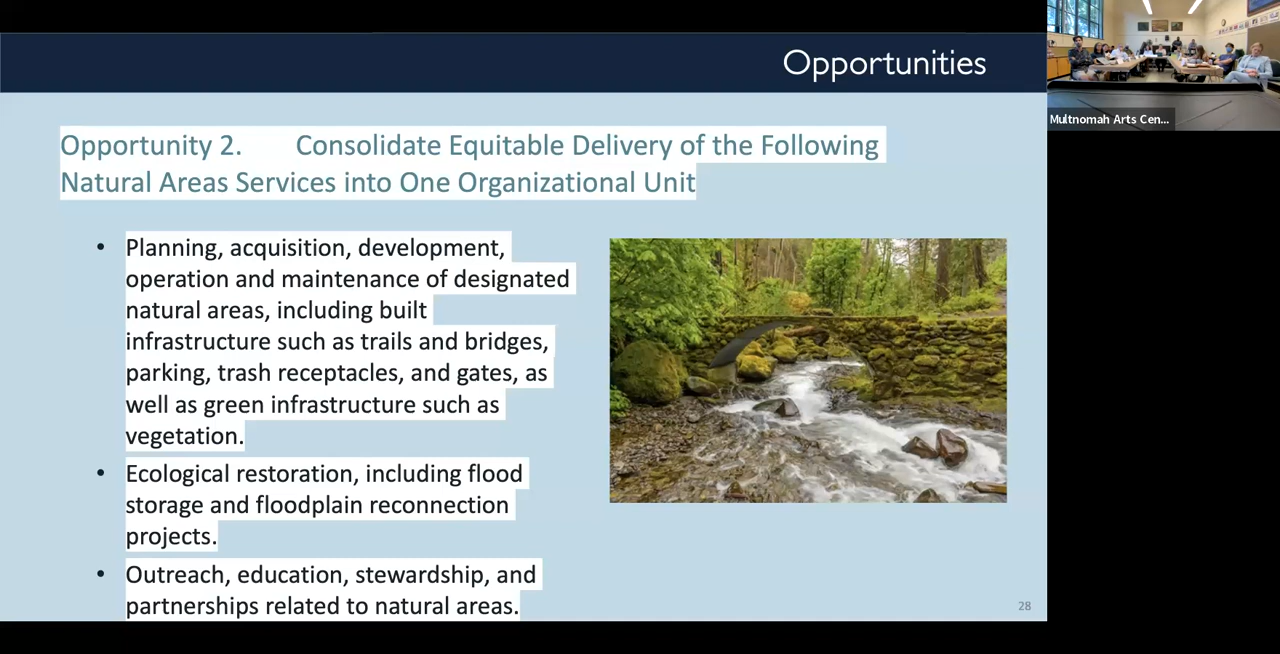 Opportunities
Multnomah Arts Cen...
Opportunity 2. Consolidate Equitable Delivery of the Following
Natural Areas Services into One Organizational Unit
• Planning, acquisition, development,
operation and maintenance of designated
natural areas, including built
infrastructure such as trails and bridges,
parking, trash receptacles, and gates, as
well as green infrastructure such as
vegetation.
• Ecological restoration, including flood
storage and floodplain reconnection
projects.
• Outreach, education, stewardship, and
partnerships related to natural areas.
28